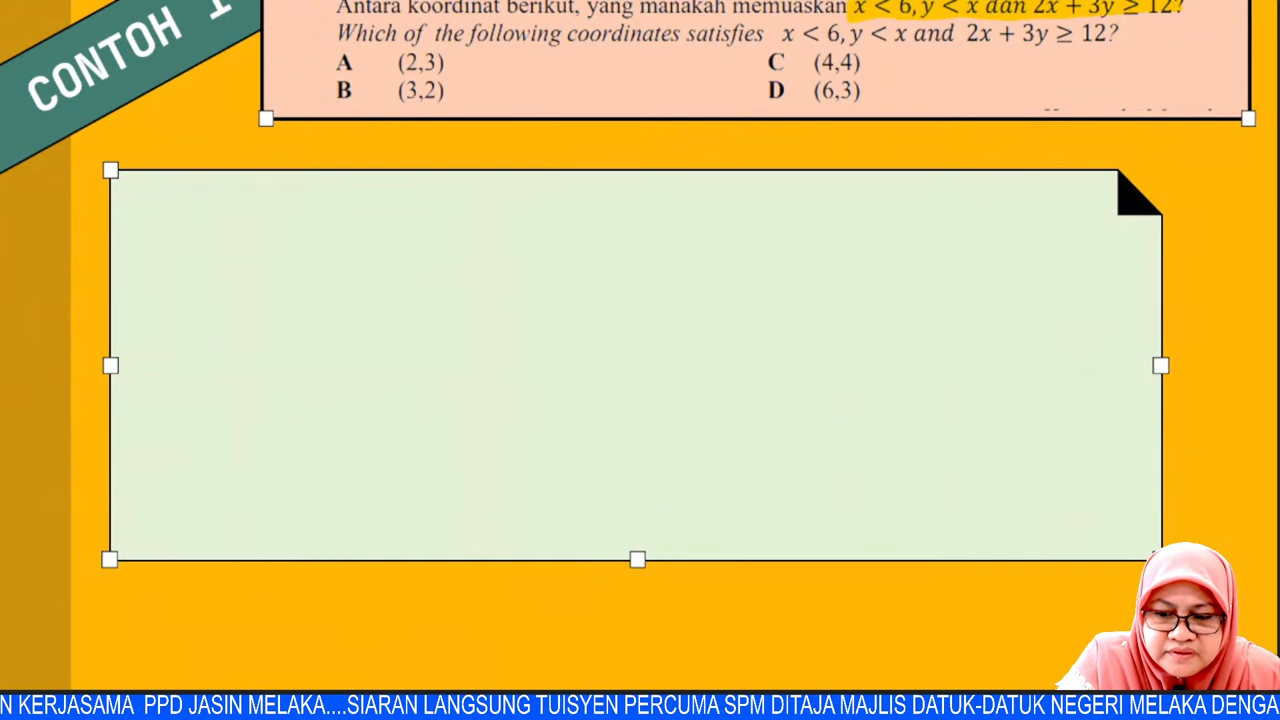 CONTOH 1
Antara koordinat berikut, yang manakah memuaskan x < 6, y < x dan 2x + 3y ≥ 12?
Which of the following coordinates satisfies x < 6, y < x and 2x + 3y ≥ 12?
A (2,3) C (4,4)
B (3,2) D (6,3)
N KERJASAMA PPD JASIN MELAKA....SIARAN LANGSUNG TUISYEN PERCUMA SPM DITAJA MAJLIS DATUK-DATUK NEGERI MELAKA DENGA